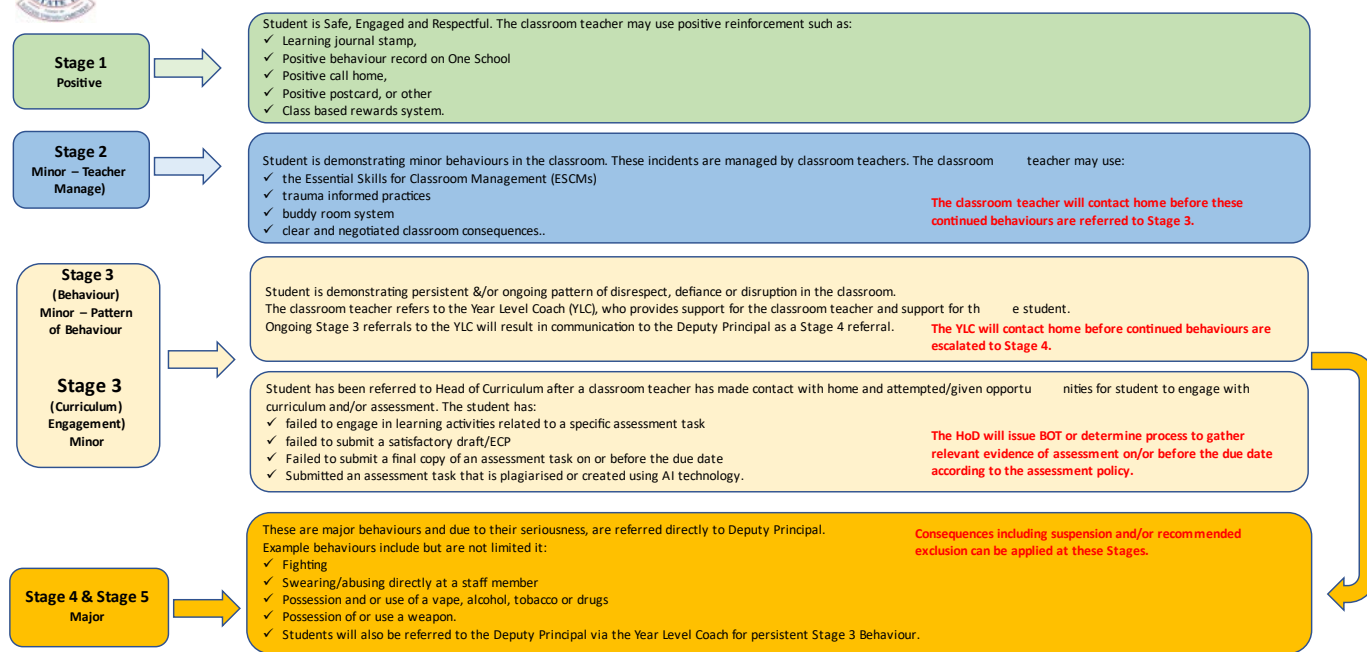 STATE
Stage 1
Positive
Student is Safe, Engaged and Respectful. The classroom teacher may use positive reinforcement such as:
✓ Learning journal stamp,
✓ Positive behaviour record on One School
✓ Positive call home,
✓ Positive postcard, or other
✓ Class based rewards system.
Stage 2
Minor – Teacher
Manage)
Student is demonstrating minor behaviours in the classroom. These incidents are managed by classroom teachers. The classroom teacher may use:
✓ the Essential Skills for Classroom Management (ESCMs)
✓ trauma informed practices
✓ buddy room system
✓ clear and negotiated classroom consequences..
The classroom teacher will contact home before these
continued behaviours are referred to Stage 3.
Stage 3
(Behaviour)
Minor – Pattern
of Behaviour
Stage 3
(Curriculum)
Engagement)
Minor
Student is demonstrating persistent &/or ongoing pattern of disrespect, defiance or disruption in the classroom.
The classroom teacher refers to the Year Level Coach (YLC), who provides support for the classroom teacher and support for th e student.
Ongoing Stage 3 referrals to the YLC will result in communication to the Deputy Principal as a Stage 4 referral.
The YLC will contact home before continued behaviours are
escalated to Stage 4.
Student has been referred to Head of Curriculum after a classroom teacher has made contact with home and attempted/given opportu nities for student to engage with
curriculum and/or assessment. The student has:
✓ failed to engage in learning activities related to a specific assessment task
✓ failed to submit a satisfactory draft/ECP
✓ Failed to submit a final copy of an assessment task on or before the due date
✓ Submitted an assessment task that is plagiarised or created using AI technology.
The HoD will issue BOT or determine process to gather
relevant evidence of assessment on/or before the due date
according to the assessment policy.
Stage 4 & Stage 5
Major
These are major behaviours and due to their seriousness, are referred directly to Deputy Principal.
Example behaviours include but are not limited it:
✓ Fighting
✓ Swearing/abusing directly at a staff member
✓ Possession and or use of a vape, alcohol, tobacco or drugs
✓ Possession of or use a weapon.
✓ Students will also be referred to the Deputy Principal via the Year Level Coach for persistent Stage 3 Behaviour.
Consequences including suspension and/or recommended
exclusion can be applied at these Stages.